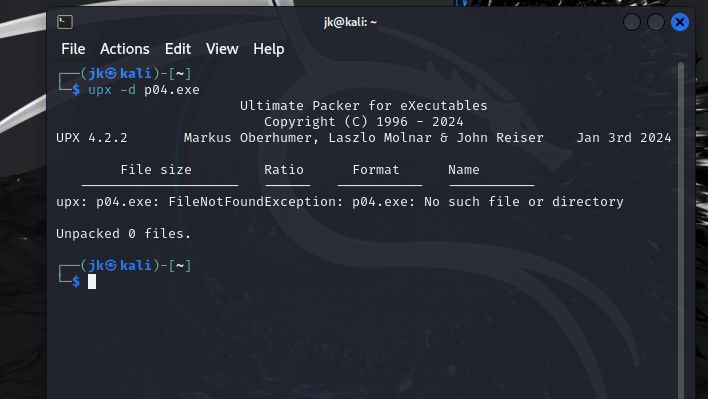 jk@kali: ~
File Actions Edit View Help
┌──(jk㉿kali)-[~]
└─$ upx -d p04.exe
Ultimate Packer for eXecutables
Copyright (C) 1996 - 2024
UPX 4.2.2 Markus Oberhumer, Laszlo Molnar & John Reiser Jan 3rd 2024
File size Ratio Format Name
upx: p04.exe: FileNotFoundException: p04.exe: No such file or directory
Unpacked 0 files.
┌──(jk㉿kali)-[~]
└─$